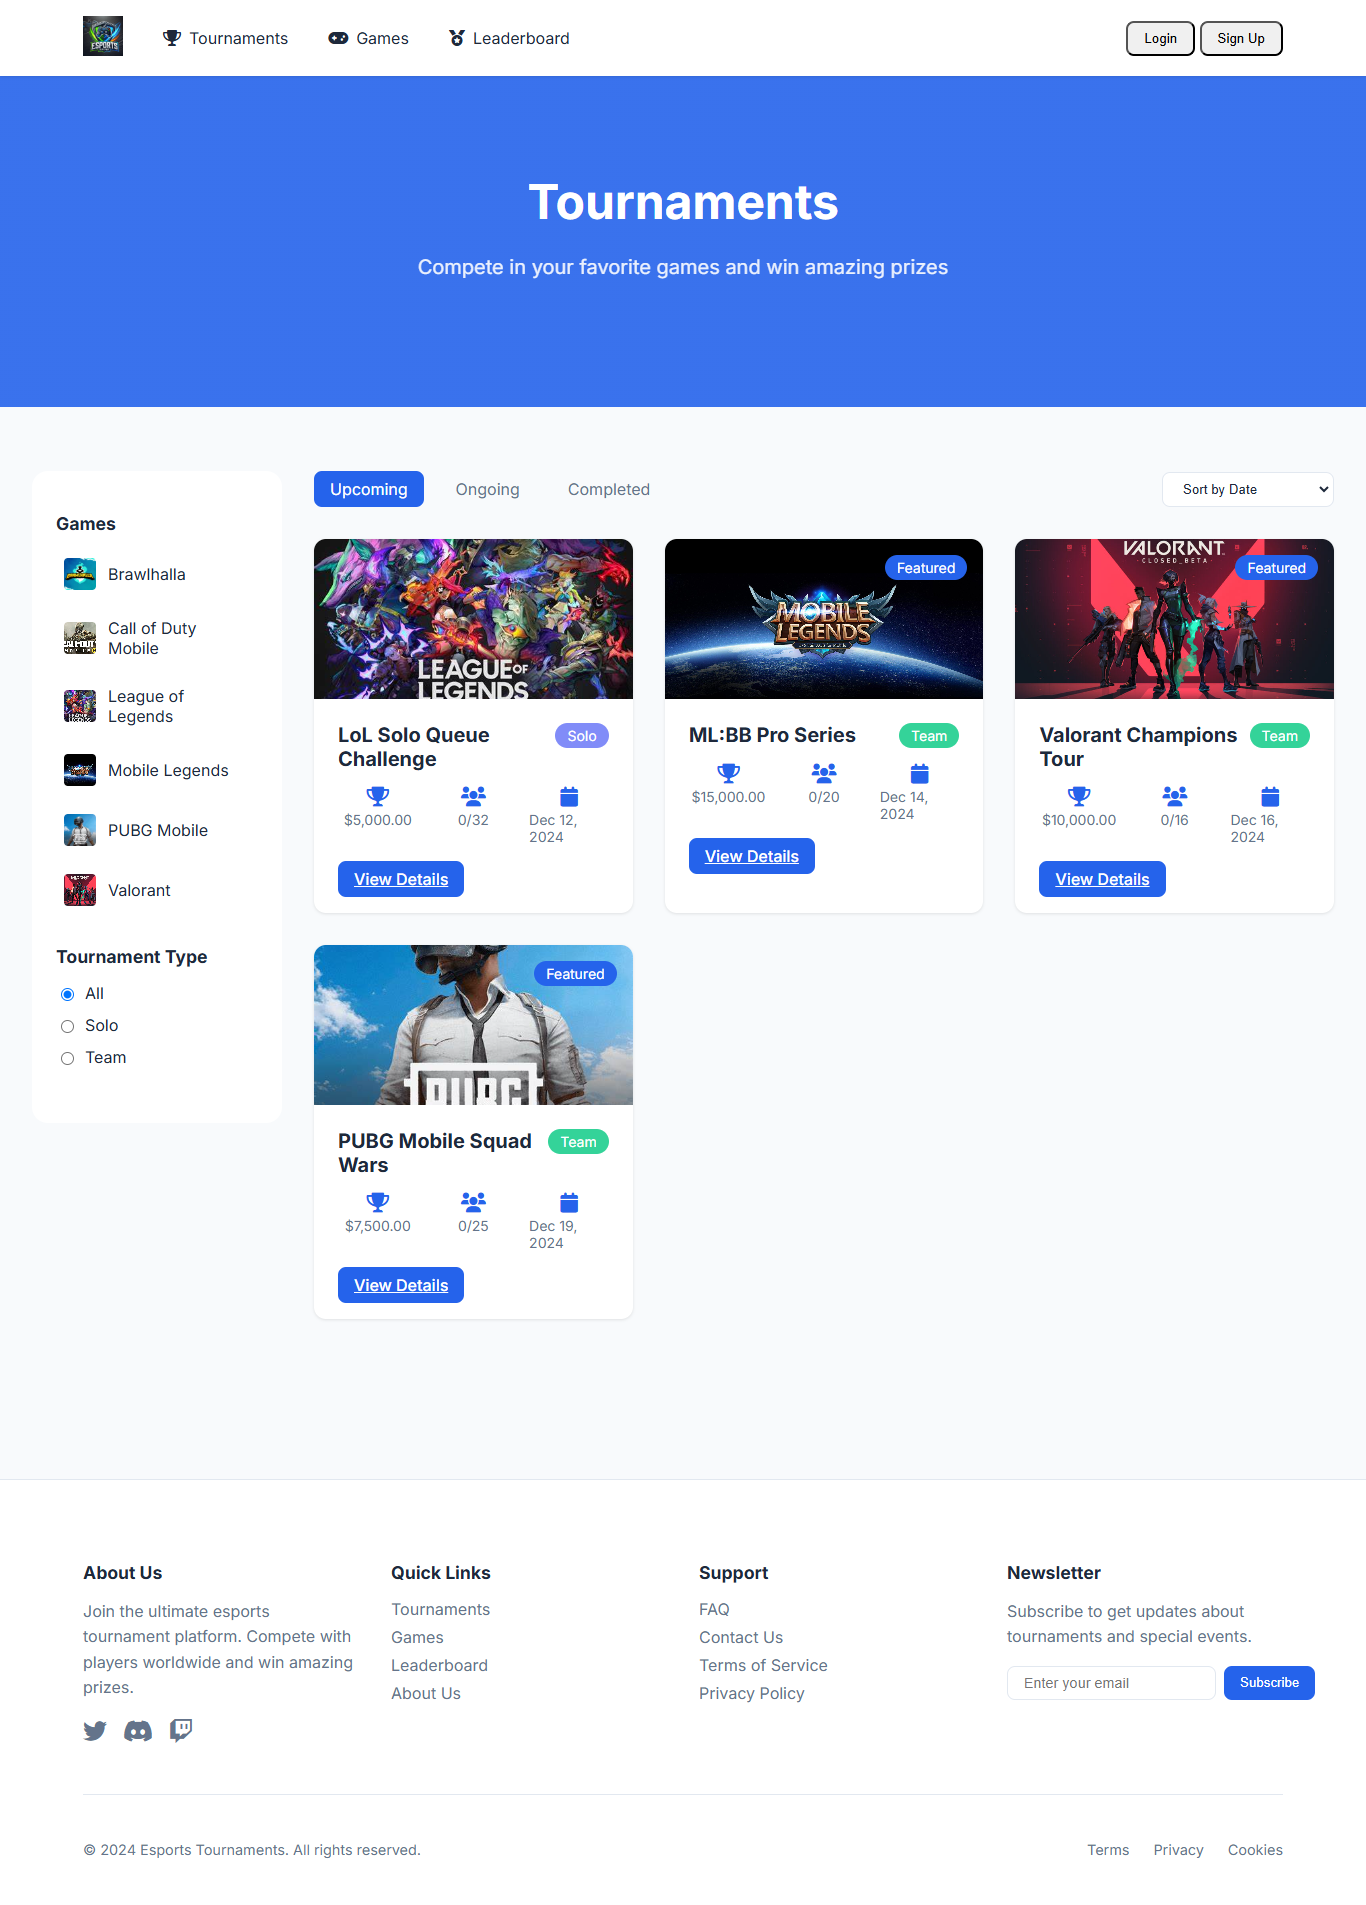 ESPORTS
Tournaments
Games
Leaderboard
Login
Sign Up
Tournaments
Compete in your favorite games and win amazing prizes
Games
Brawlhalla
Call of Duty
Mobile
League of
Legends
Mobile Legends
PUBG Mobile
Valorant
Tournament Type
All
Solo
Team
Upcoming
Ongoing
Completed
Sort by Date
LEAGUE OF
LEGENDS
LoL Solo Queue
Challenge
Solo
$5,000.00
0/32
Dec 12,
2024
View Details
Featured
MOBILE
LEGENDS
ML:BB Pro Series
Team
$15,000.00
0/20
Dec 14,
2024
View Details
VALORANT
CLOSED BETA
Featured
Valorant Champions
Tour
Team
$10,000.00
0/16
Dec 16,
2024
View Details
Featured
PUBG
PUBG Mobile Squad
Wars
Team
$7,500.00
0/25
Dec 19,
2024
View Details
About Us
Join the ultimate esports
tournament platform. Compete with
players worldwide and win amazing
prizes.
Quick Links
Tournaments
Games
Leaderboard
About Us
Support
FAQ
Contact Us
Terms of Service
Privacy Policy
Newsletter
Subscribe to get updates about
tournaments and special events.
Enter your email
Subscribe
© 2024 Esports Tournaments. All rights reserved.
Terms
Privacy
Cookies